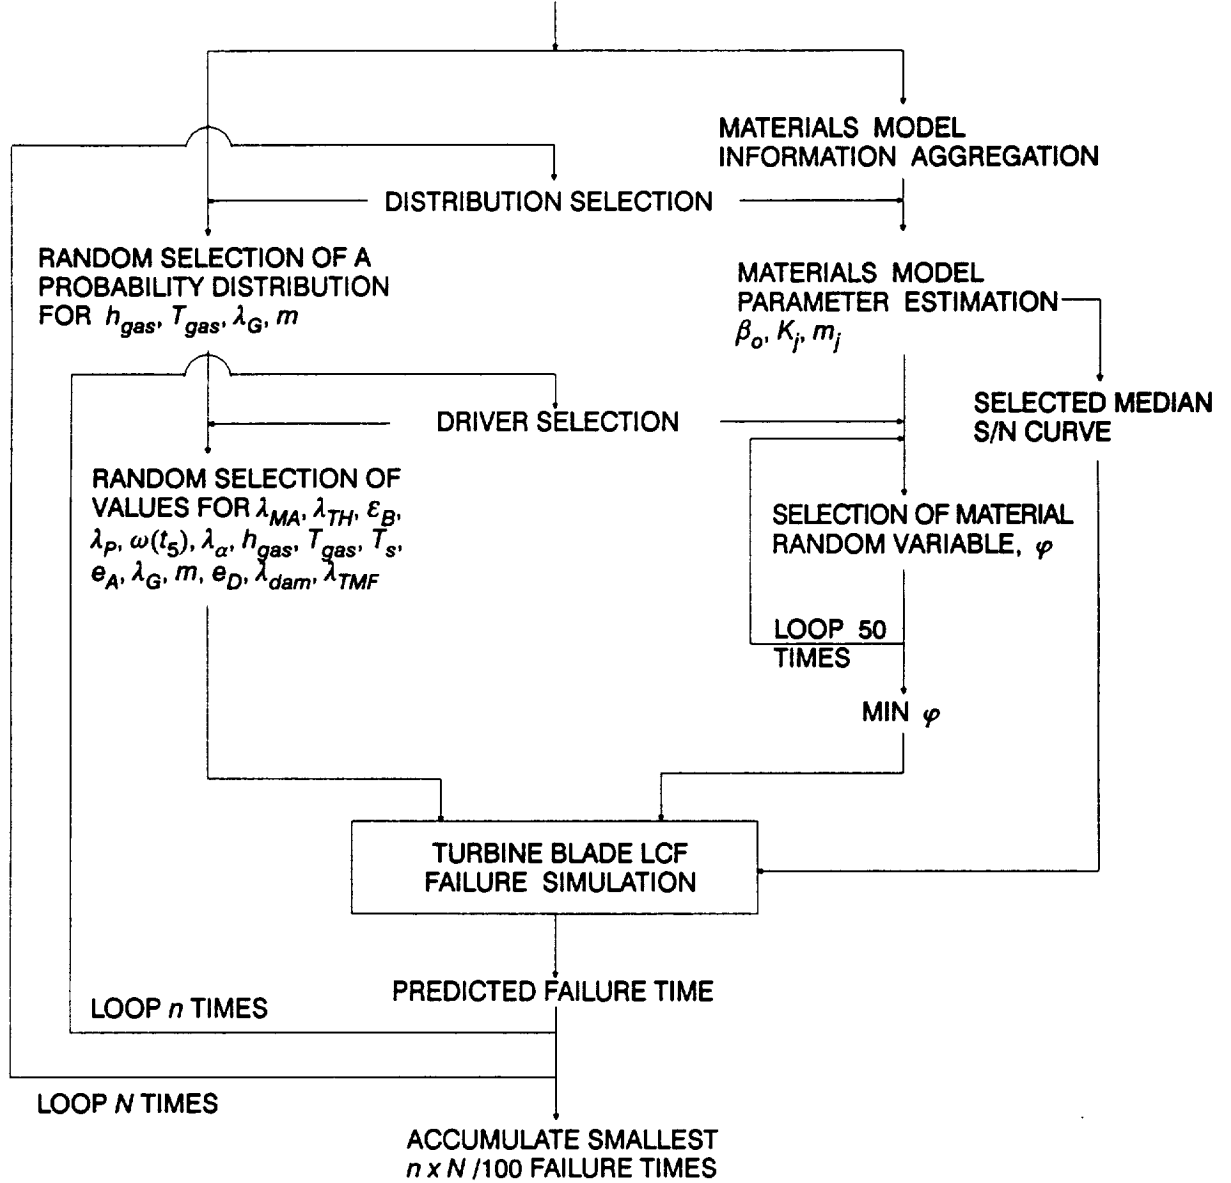 MATERIALS MODEL
INFORMATION AGGREGATION
DISTRIBUTION SELECTION
RANDOM SELECTION OF A
PROBABILITY DISTRIBUTION
FOR h_gas, T_gas, λ_G, m
MATERIALS MODEL
PARAMETER ESTIMATION
β_o, K_j, m_j
SELECTED MEDIAN
S/N CURVE
DRIVER SELECTION
RANDOM SELECTION OF
VALUES FOR λ_MA, λ_TH, ε_B,
λ_P, ω(t_5), λ_α, h_gas, T_gas, T_s,
e_A, λ_G, m, e_D, λ_dam, λ_TMF
SELECTION OF MATERIAL
RANDOM VARIABLE, φ
LOOP 50
TIMES
MIN φ
TURBINE BLADE LCF
FAILURE SIMULATION
PREDICTED FAILURE TIME
LOOP n TIMES
LOOP N TIMES
ACCUMULATE SMALLEST
n x N /100 FAILURE TIMES